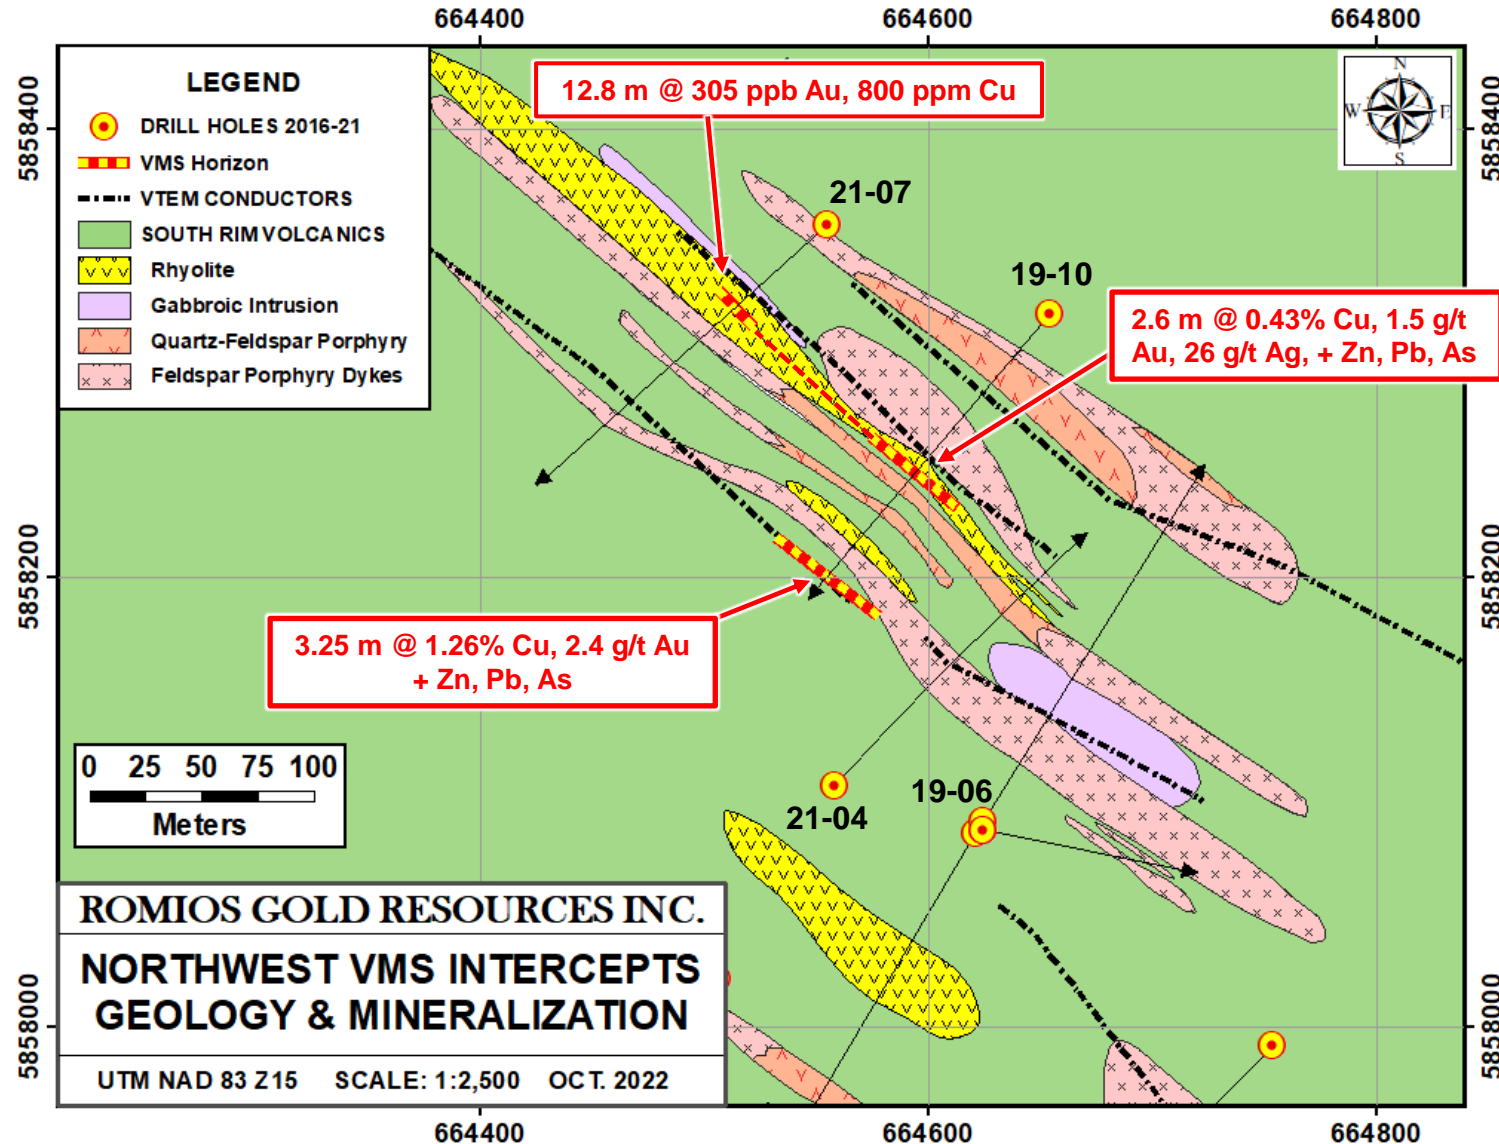 664400 664600 664800
LEGEND
DRILL HOLES 2016-21
VMS Horizon
VTEM CONDUCTORS
SOUTH RIM VOLCANICS
Rhyolite
Gabbroic Intrusion
Quartz-Feldspar Porphyry
Feldspar Porphyry Dykes
12.8 m @ 305 ppb Au, 800 ppm Cu
N
W E
S
5858400
5858400
21-07
19-10
2.6 m @ 0.43% Cu, 1.5 g/t
Au, 26 g/t Ag, + Zn, Pb, As
5858200
5858200
3.25 m @ 1.26% Cu, 2.4 g/t Au
+ Zn, Pb, As
0 25 50 75 100
Meters
21-04
19-06
ROMIOS GOLD RESOURCES INC.
NORTHWEST VMS INTERCEPTS
GEOLOGY & MINERALIZATION
UTM NAD 83 Z15 SCALE: 1:2,500 OCT. 2022
5858000
5858000
664400 664600 664800